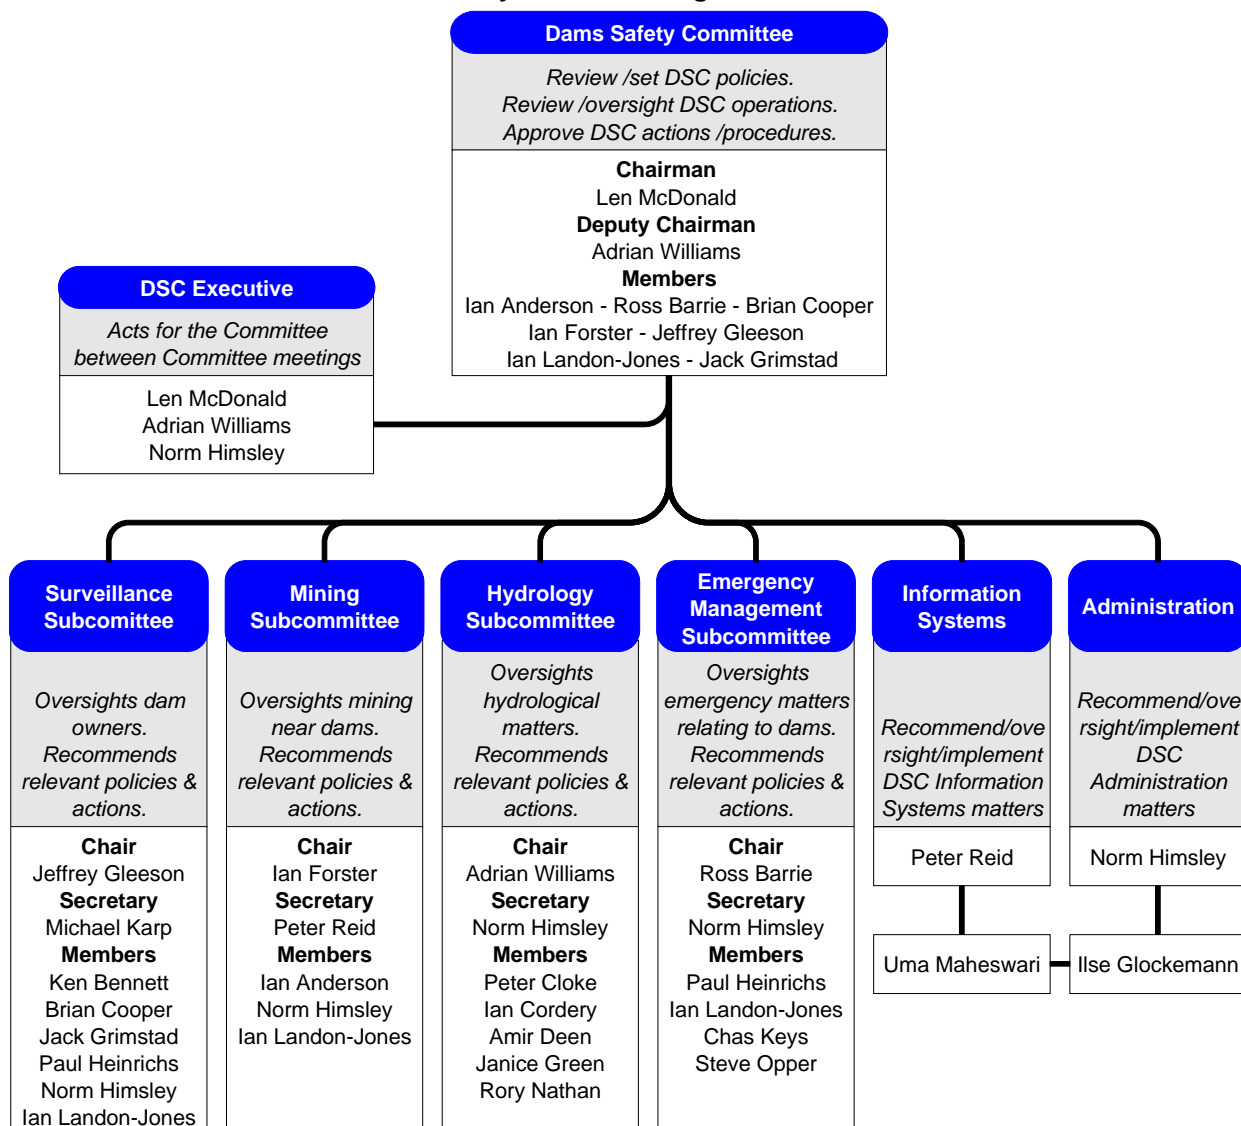 Dams Safety Committee
Review /set DSC policies.
Review /oversight DSC operations.
Approve DSC actions /procedures.
Chairman
Len McDonald
Deputy Chairman
Adrian Williams
Members
Ian Anderson - Ross Barrie - Brian Cooper
Ian Forster - Jeffrey Gleeson
Ian Landon-Jones - Jack Grimstad
DSC Executive
Acts for the Committee
between Committee meetings
Len McDonald
Adrian Williams
Norm Himsley
Surveillance
Subcomittee
Oversights dam
owners.
Recommends
relevant policies &
actions.
Chair
Jeffrey Gleeson
Secretary
Michael Karp
Members
Ken Bennett
Brian Cooper
Jack Grimstad
Paul Heinrichs
Norm Himsley
Ian Landon-Jones
Mining
Subcommittee
Oversights mining
near dams.
Recommends
relevant policies &
actions.
Chair
Ian Forster
Secretary
Peter Reid
Members
Ian Anderson
Norm Himsley
Ian Landon-Jones
Hydrology
Subcommittee
Oversights
hydrological
matters.
Recommends
relevant policies &
actions.
Chair
Adrian Williams
Secretary
Norm Himsley
Members
Peter Cloke
Ian Cordery
Amir Deen
Janice Green
Rory Nathan
Emergency
Management
Subcommittee
Oversights
emergency matters
relating to dams.
Recommends
relevant policies &
actions.
Chair
Ross Barrie
Secretary
Norm Himsley
Members
Paul Heinrichs
Ian Landon-Jones
Chas Keys
Steve Opper
Information
Systems
Recommend/ove
rsight/implement
DSC Information
Systems matters
Peter Reid
Uma Maheswari
Administration
Recommend/ove
rsight/implement
DSC
Administration
matters
Norm Himsley
Ilse Glockemann